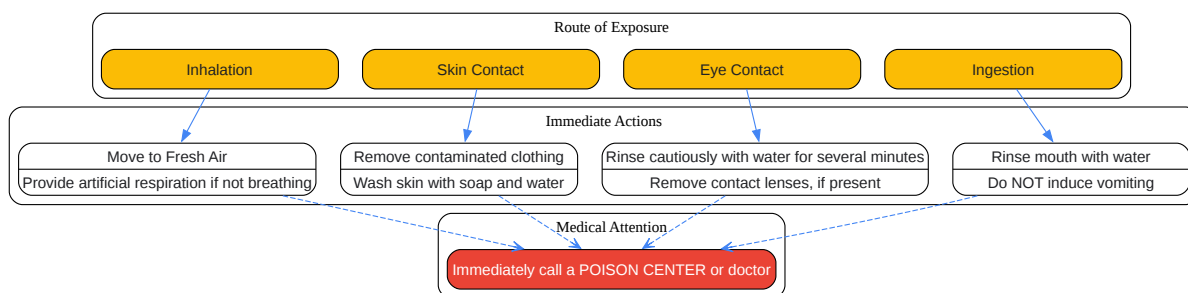 Route of Exposure
Inhalation
Skin Contact
Eye Contact
Ingestion
Immediate Actions
Move to Fresh Air
Provide artificial respiration if not breathing
Remove contaminated clothing
Wash skin with soap and water
Rinse cautiously with water for several minutes
Remove contact lenses, if present
Rinse mouth with water
Do NOT induce vomiting
Medical Attention
Immediately call a POISON CENTER or doctor